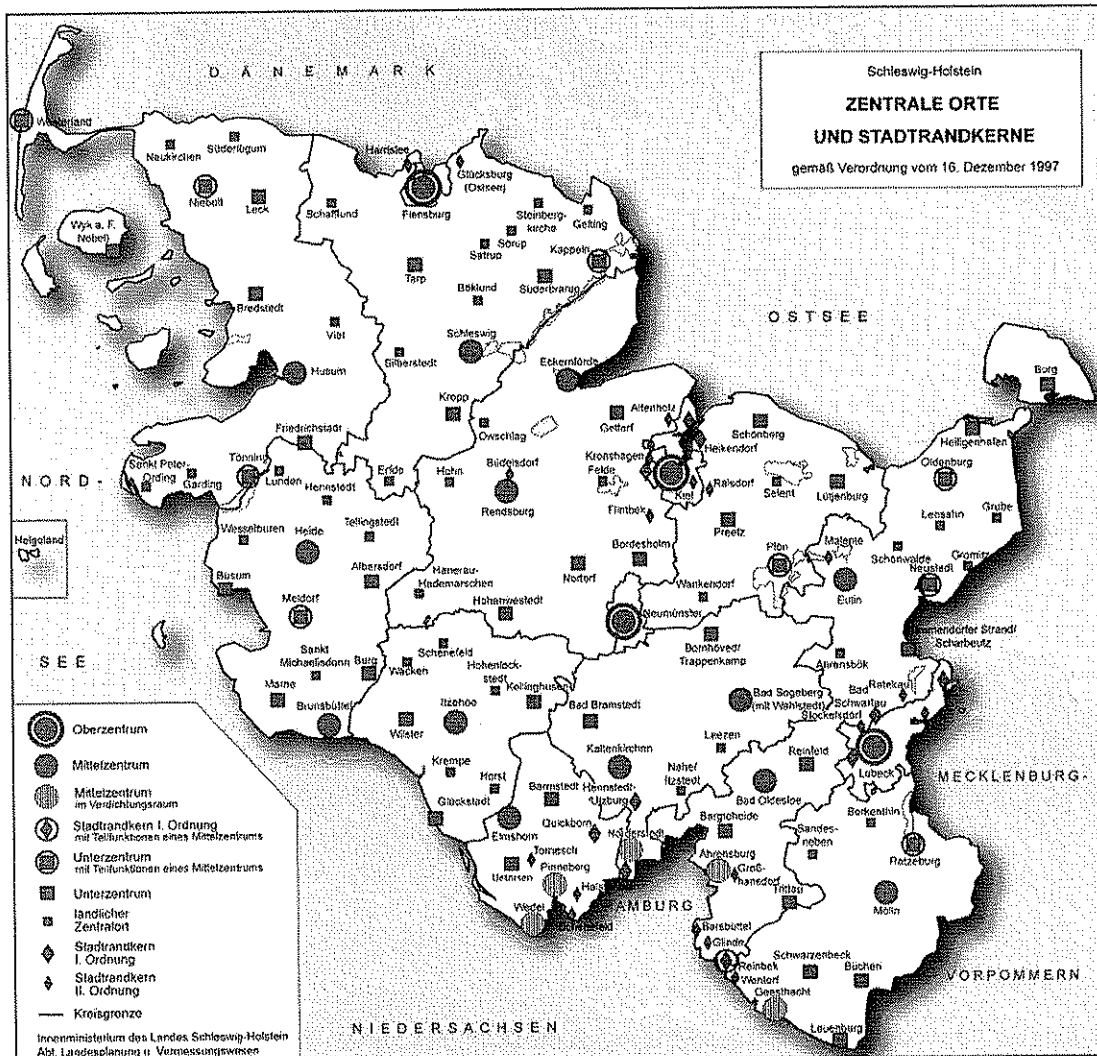 Schleswig-Holstein
ZENTRALE ORTE
UND STADTRANDKERNE
gemäß Verordnung vom 16. Dezember 1997
DÄNEMARK
Westerland
Neukirchen
Süderlügum
Harrislee
Glücksburg
(Ostsee)
Niebüll
Leck
Schafflund
Flensburg
Steinberg-
kirche
Gelting
Wyk a. F.
Sörup
Satrup
Kappeln
Tarp
Süderbrarup
Böklund
Bredstedt
Viöl
OSTSEE
Schleswig
Silberstedt
Husum
Eckernförde
Burg
Kropp
Owschlag
Gettorf
Altenholz
Schönberg
Heiligenhafen
Friedrichstadt
Heikendorf
Kronshagen
Oldenburg
NORD-
Sankt Peter
Ording
Garding
Tönning
Lunden
Erfde
Hohn
Büdelsdorf
Felde
Kiel
Raisdorf
Selent
Lütjenburg
Hennstedt
Rendsburg
Flintbek
Lensahn
Grube
Helgoland
Wesselburen
Heide
Tellingstedt
Preetz
Malente
Schönwalde
Grömitz
Bordesholm
Plön
Neustadt
Büsum
Albersdorf
Hanerau-
Hademarschen
Nortorf
Wankendorf
Eutin
Meldorf
Hohenwestedt
Neumünster
SEE
Sankt
Michaelisdonn
Burg
Schenefeld
Wacken
Hohenlock-
stedt
Bornhöved/
Trappenkamp
Ahrensbök
Timmendorfer Strand/
Scharbeutz
Marne
Brunsbüttel
Itzehoe
Kellinghusen
Bad Bramstedt
Bad Segeberg
(mit Wahlstedt)
Bad
Schwartau
Ratekau
Stockelsdorf
Wilster
Kaltenkirchen
Leezen
Reinfeld
Lübeck
MECKLENBURG-
Krempe
Horst
Barmstedt
Henstedt-
Ulzburg
Nahe/
Itzstedt
Bad Oldesloe
Glückstadt
Elmshorn
Quickborn
Norderstedt
Bargteheide
Berkenthin
Sandes-
neben
Ratzeburg
Tornesch
Pinneberg
Uetersen
Ahrensburg
Groß-
hansdorf
Wedel
AMBURG
Trittau
Mölln
Barsbüttel
Glinde
Reinbek
Wentorf
Schwarzenbek
Büchen
VORPOMMERN
Geesthacht
Lauenburg
NIEDERSACHSEN
Oberzentrum
Mittelzentrum
Mittelzentrum
im Verdichtungsraum
Stadtrandkern I. Ordnung
mit Teilfunktionen eines Mittelzentrums
Unterzentrum
mit Teilfunktionen eines Mittelzentrums
Unterzentrum
ländlicher
Zentralort
Stadtrandkern
I. Ordnung
Stadtrandkern
II. Ordnung
Kreisgrenze
Innenministerium des Landes Schleswig-Holstein
Abt. Landesplanung u. Vermessungswesen